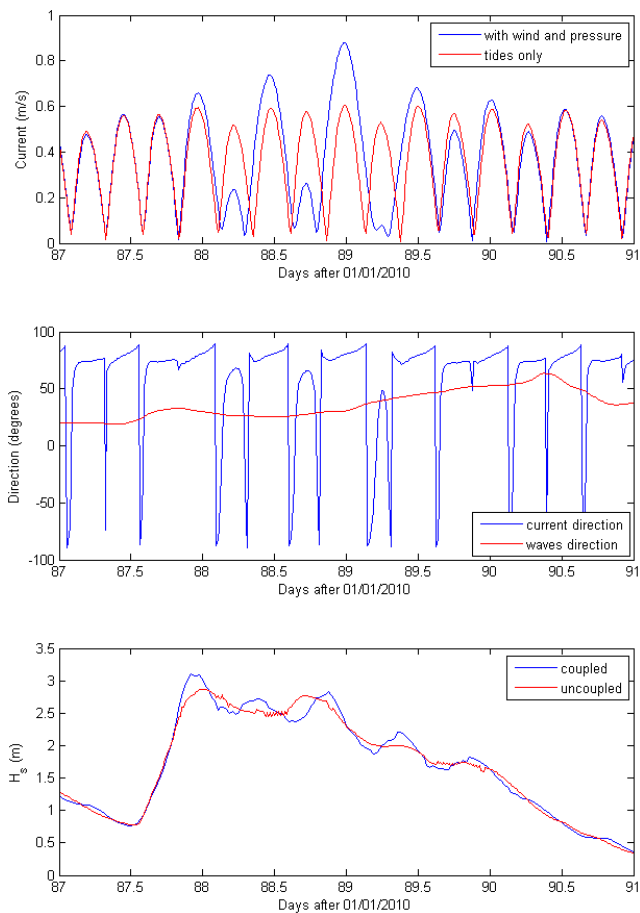 1
0.8
0.6
0.4
0.2
0
Current (m/s)
with wind and pressure
tides only
87 87.5 88 88.5 89 89.5 90 90.5 91
Days after 01/01/2010
100
50
0
-50
-100
Direction (degrees)
current direction
waves direction
87 87.5 88 88.5 89 89.5 90 90.5 91
Days after 01/01/2010
3.5
3
2.5
2
1.5
1
0.5
0
H_s (m)
coupled
uncoupled
87 87.5 88 88.5 89 89.5 90 90.5 91
Days after 01/01/2010